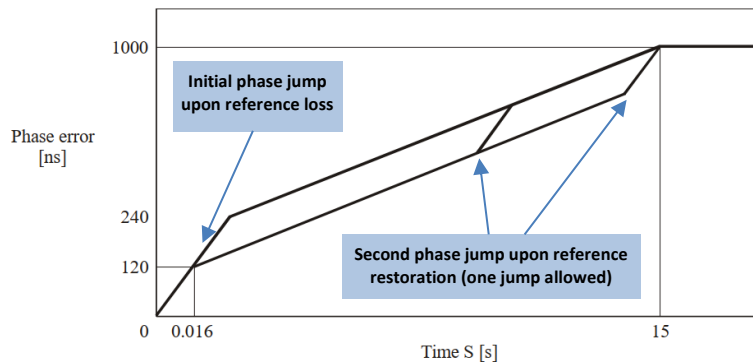 1000
Initial phase jump
upon reference loss
Phase error
[ns]
240
Second phase jump upon reference
restoration (one jump allowed)
120
0
0.016
15
Time S [s]